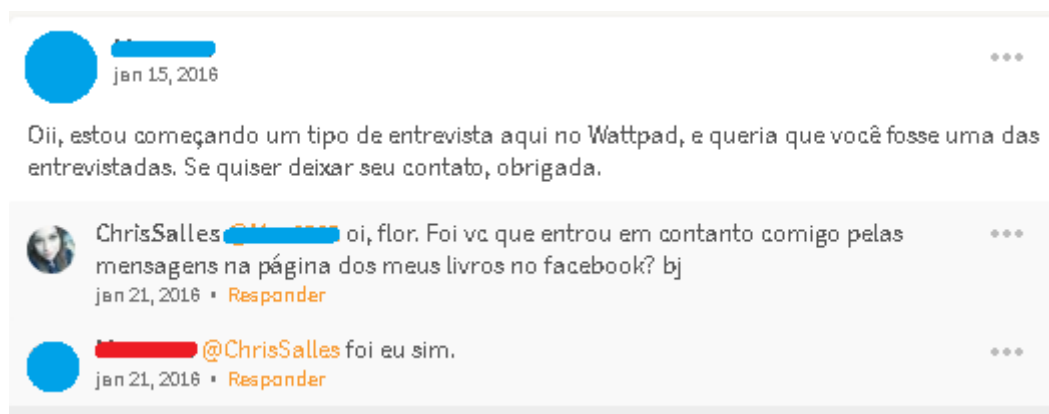 jan 15, 2016
Oii, estou começando um tipo de entrevista aqui no Wattpad, e queria que você fosse uma das
entrevistadas. Se quiser deixar seu contato, obrigada.
ChrisSalles oi, flor. Foi vc que entrou em contanto comigo pelas
mensagens na página dos meus livros no facebook? bj
jan 21, 2016 • Responder
@ChrisSalles foi eu sim.
jan 21, 2016 • Responder